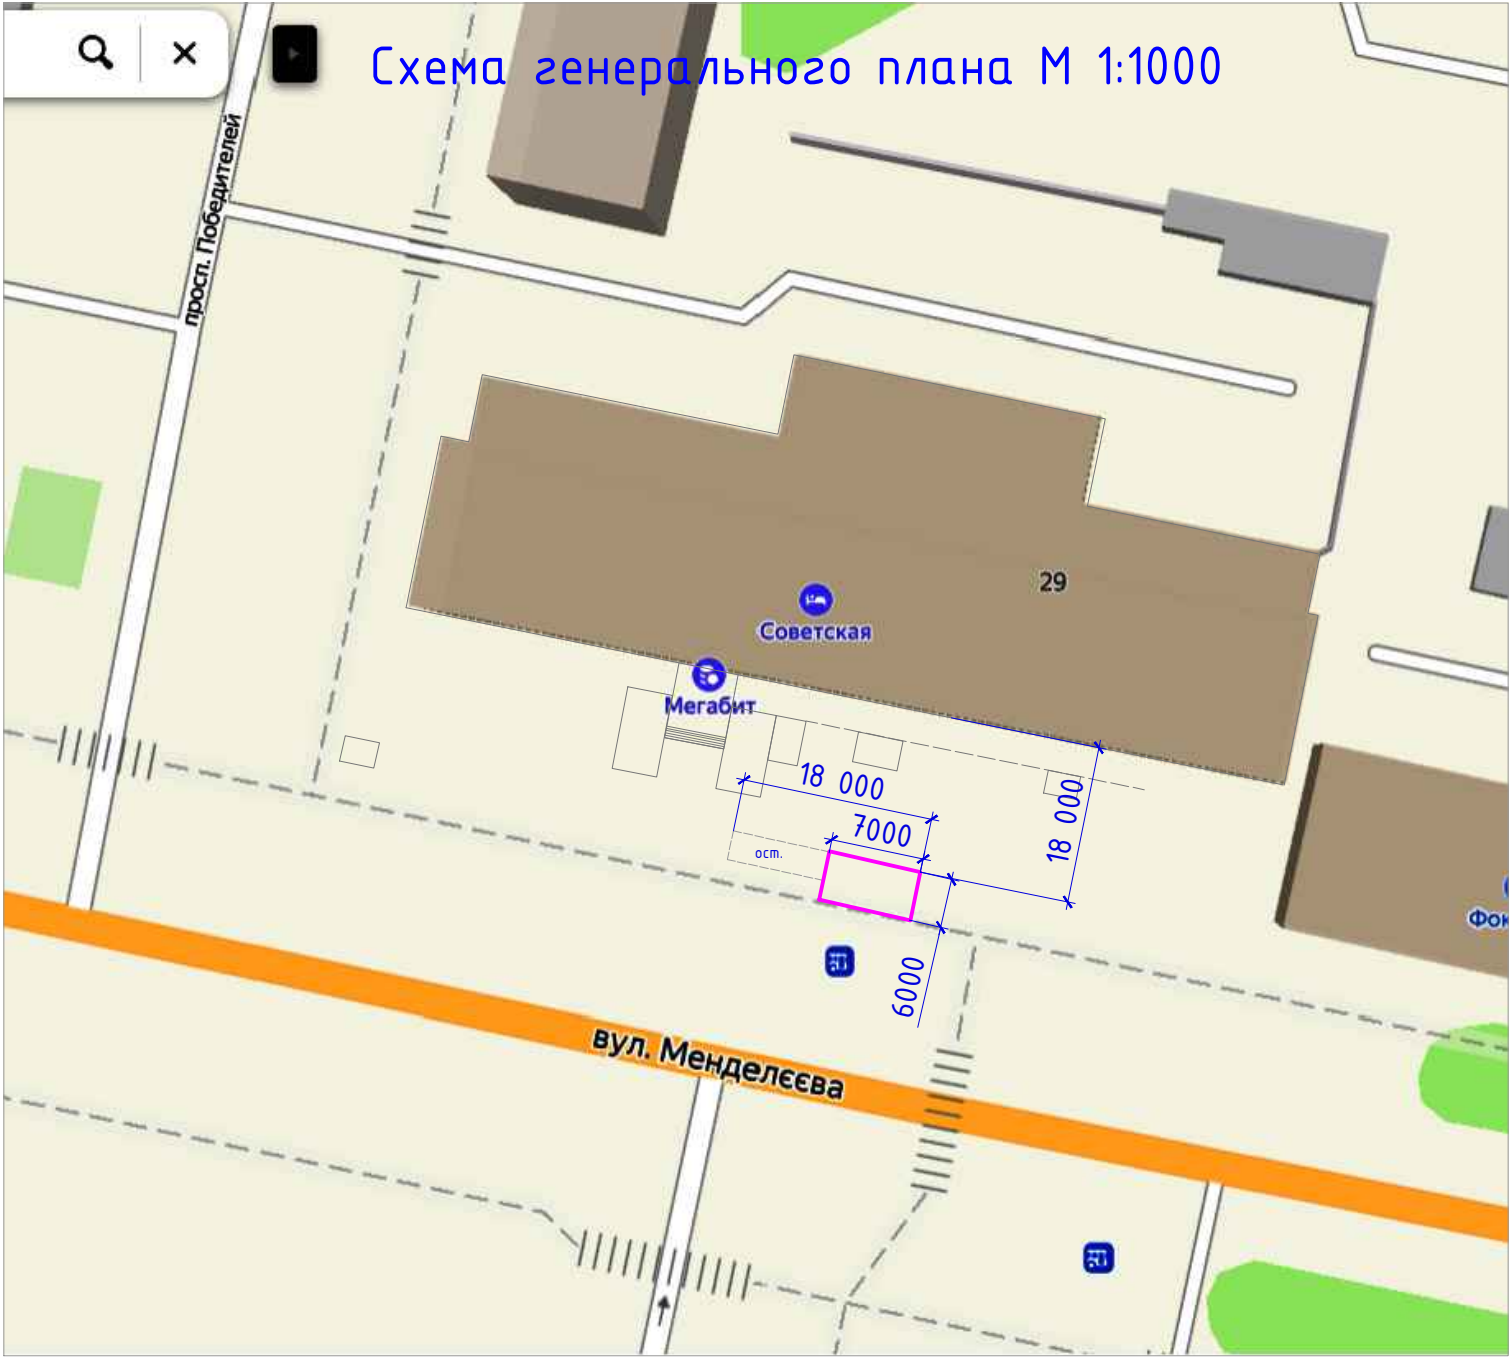 Схема генерального плана М 1:1000
просп. Победителей
29
Советская
Мегабит
18 000
18 000
7000
ост.
6000
Фок
вул. Менделєєва